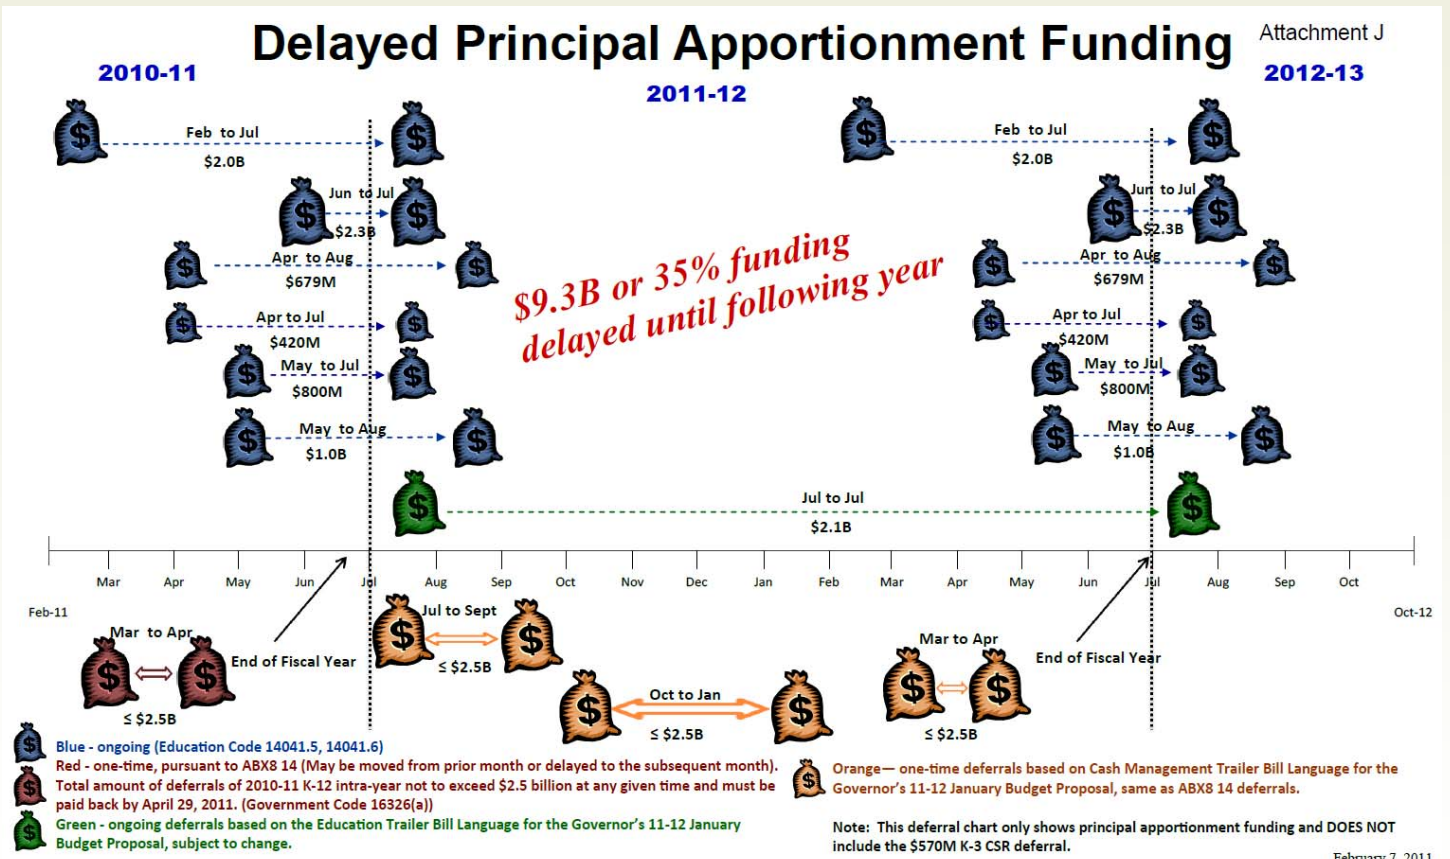 Delayed Principal Apportionment Funding
Attachment J
2010-11
2011-12
2012-13
Feb to Jul
$2.0B
Jun to Jul
$2.3B
Apr to Aug
$679M
Apr to Jul
$420M
May to Jul
$800M
May to Aug
$1.0B
$9.3B or 35% funding
delayed until following year
Feb to Jul
$2.0B
Jun to Jul
$2.3B
Apr to Aug
$679M
Apr to Jul
$420M
May to Jul
$800M
May to Aug
$1.0B
Jul to Jul
$2.1B
Mar Apr May Jun Jul Aug Sep Oct Nov Dec Jan Feb Mar Apr May Jun Jul Aug Sep Oct
Feb-11
Oct-12
Mar to Apr
≤ $2.5B
End of Fiscal Year
Jul to Sept
≤ $2.5B
Oct to Jan
≤ $2.5B
Mar to Apr
≤ $2.5B
End of Fiscal Year
Blue - ongoing (Education Code 14041.5, 14041.6)
Red - one-time, pursuant to ABX8 14 (May be moved from prior month or delayed to the subsequent month).
Total amount of deferrals of 2010-11 K-12 intra-year not to exceed $2.5 billion at any given time and must be
paid back by April 29, 2011. (Government Code 16326(a))
Green - ongoing deferrals based on the Education Trailer Bill Language for the Governor's 11-12 January
Budget Proposal, subject to change.
Orange— one-time deferrals based on Cash Management Trailer Bill Language for the
Governor's 11-12 January Budget Proposal, same as ABX8 14 deferrals.
Note: This deferral chart only shows principal apportionment funding and DOES NOT
include the $570M K-3 CSR deferral.
February 7, 2011